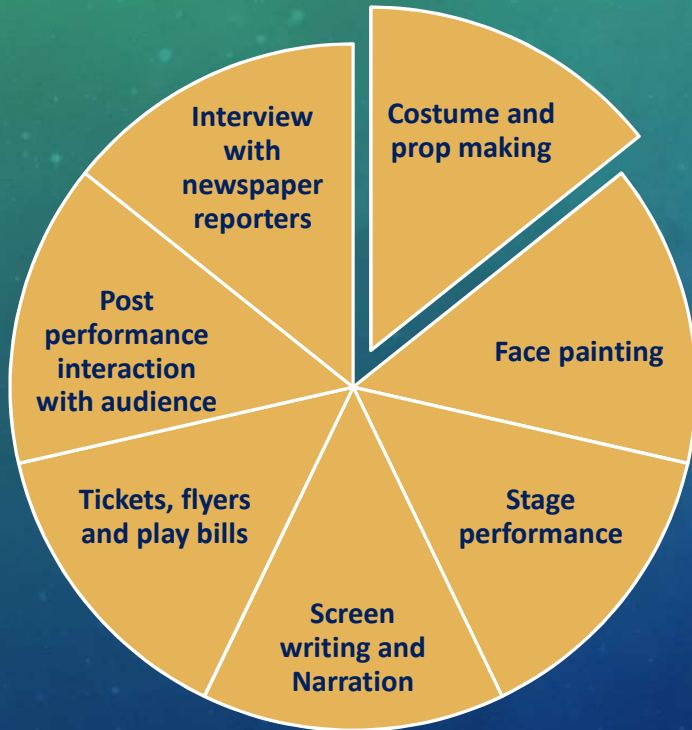 Costume and
prop making
Face painting
Stage
performance
Screen
writing and
Narration
Tickets, flyers
and play bills
Post
performance
interaction
with audience
Interview
with
newspaper
reporters